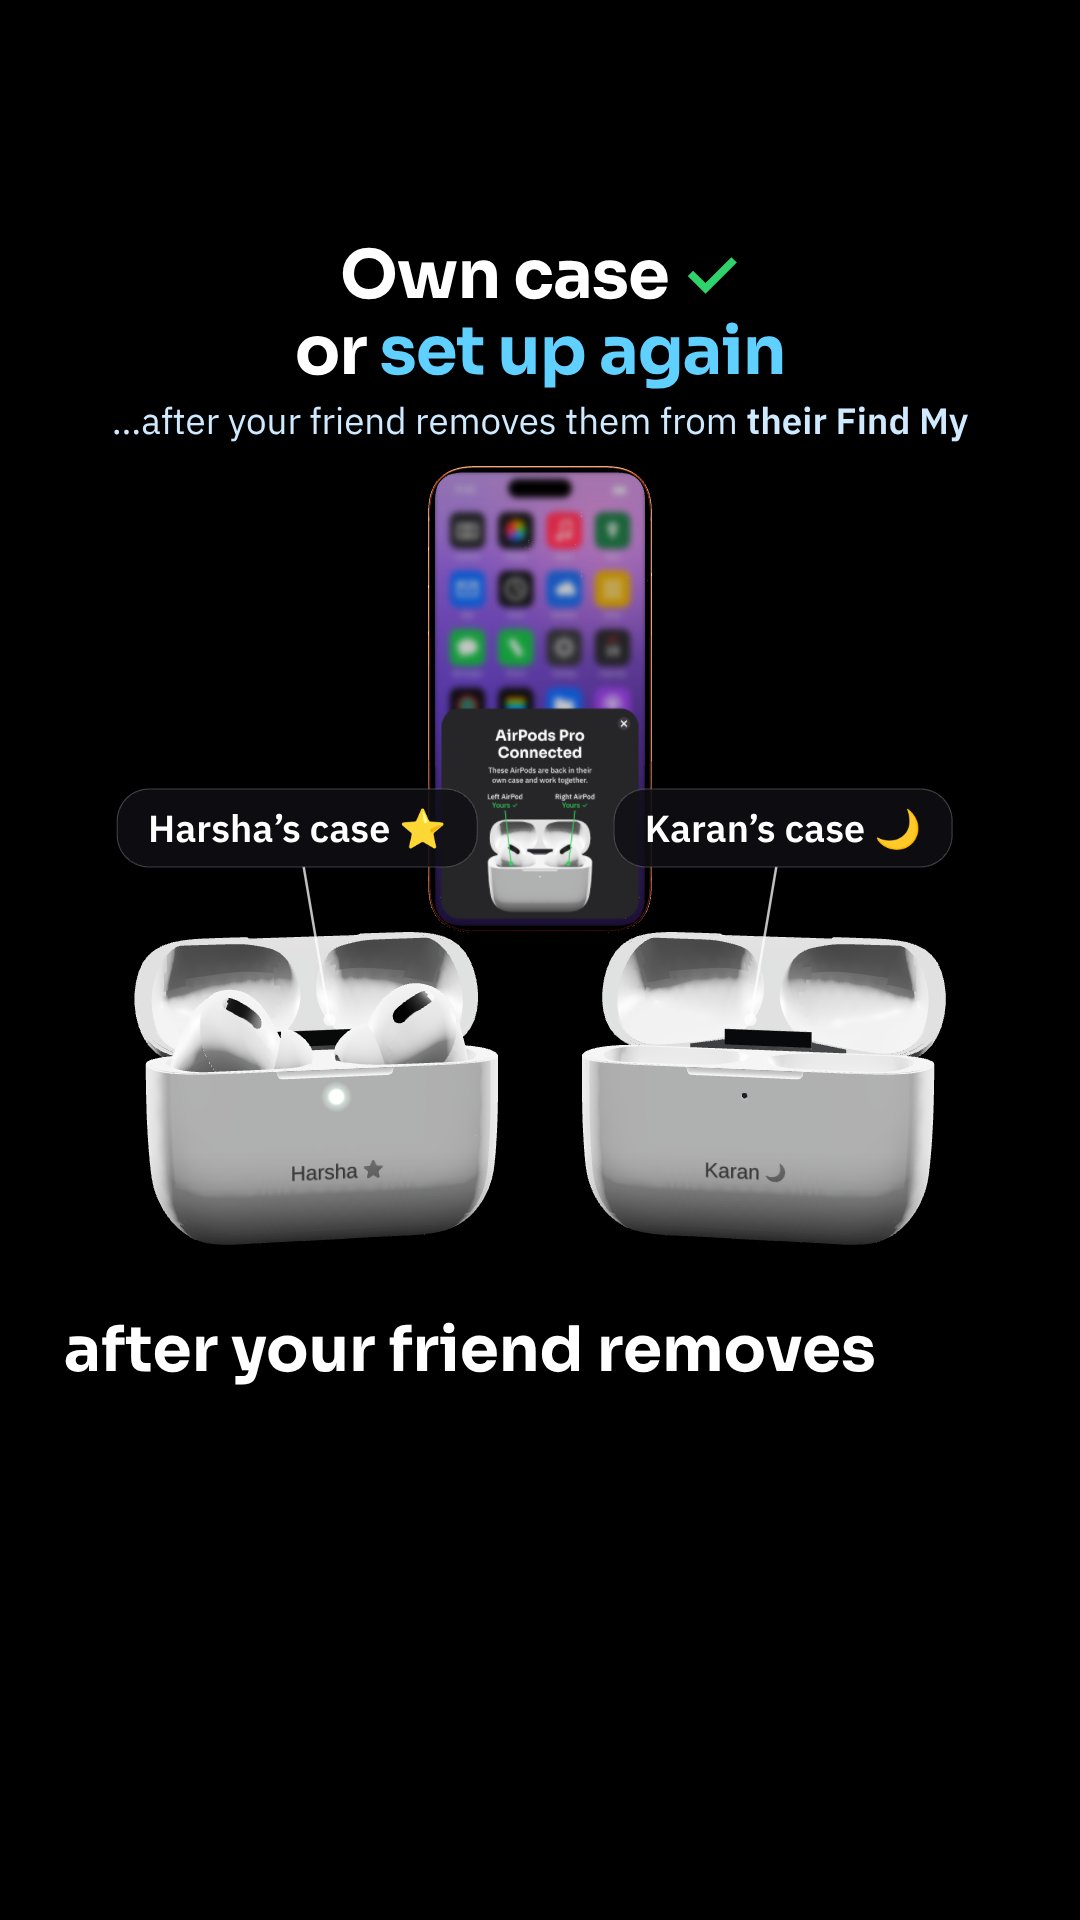 Own case ✓
or set up again
...after your friend removes them from their Find My
AirPods Pro
Connected
These AirPods are back in their
own case and work together.
Left AirPod
Yours ✓
Right AirPod
Yours ✓
Harsha’s case ⭐
Karan’s case 🌙
Harsha ★
Karan 🌙
after your friend removes